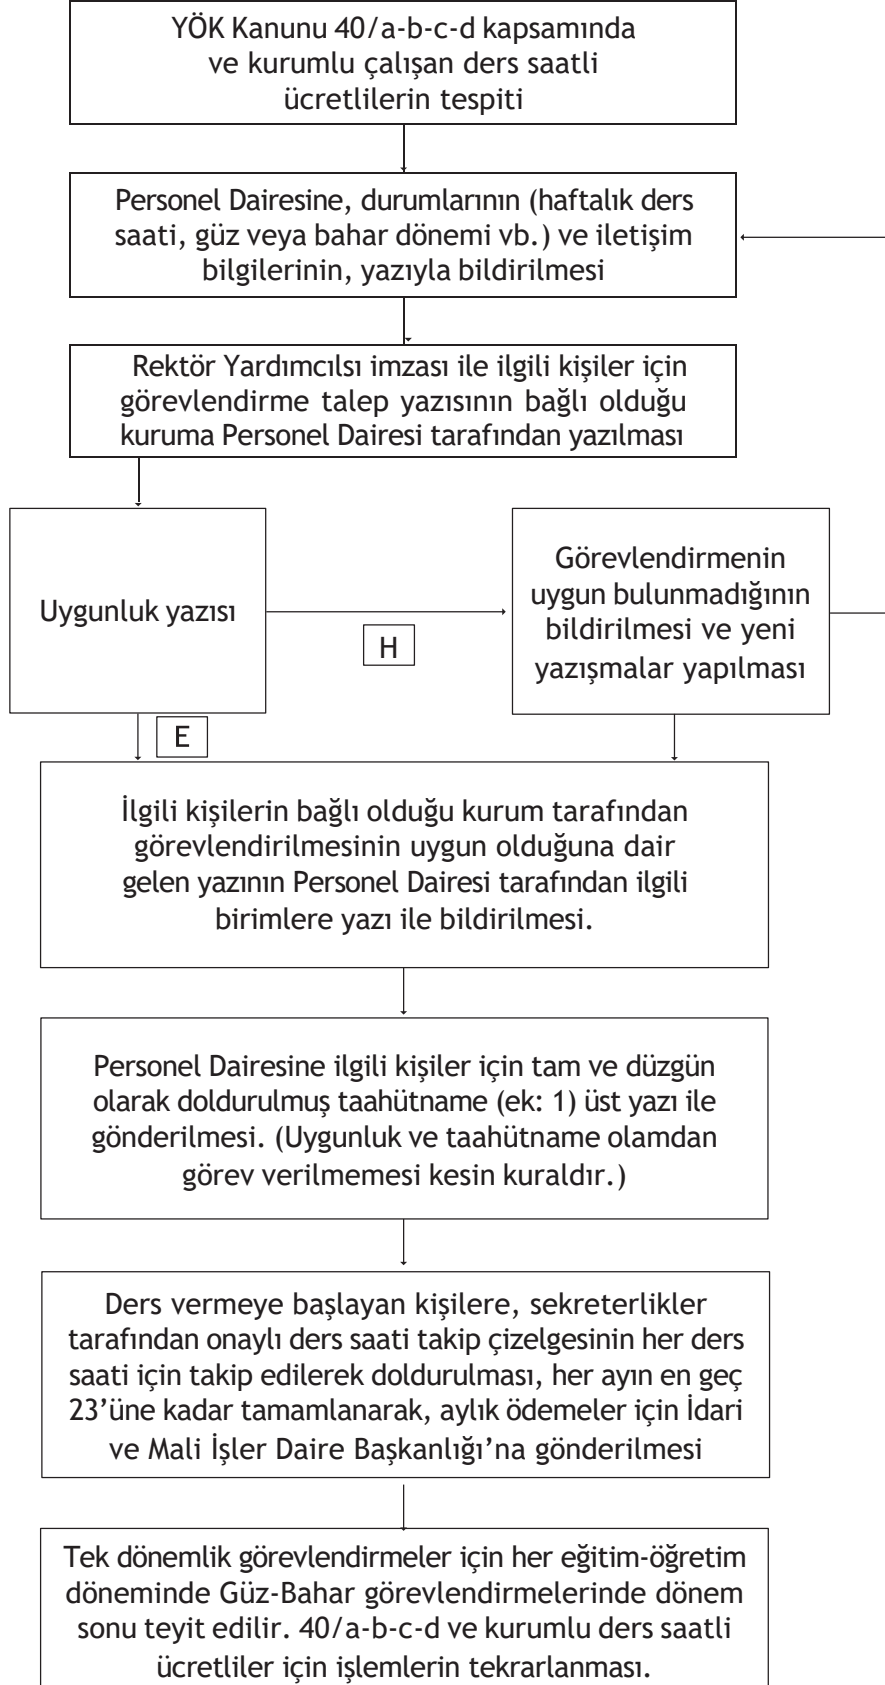 YÖK Kanunu 40/a-b-c-d kapsamında
ve kurumlu çalışan ders saatli
ücretlilerin tespiti
Personel Dairesine, durumlarının (haftalık ders
saati, güz veya bahar dönemi vb.) ve iletişim
bilgilerinin, yazıyla bildirilmesi
Rektör Yardımcılsı imzası ile ilgili kişiler için
görevlendirme talep yazısının bağlı olduğu
kuruma Personel Dairesi tarafından yazılması
Uygunluk yazısı
H
Görevlendirmenin
uygun bulunmadığının
bildirilmesi ve yeni
yazışmalar yapılması
E
İlgili kişilerin bağlı olduğu kurum tarafından
görevlendirilmesinin uygun olduğuna dair
gelen yazının Personel Dairesi tarafından ilgili
birimlere yazı ile bildirilmesi.
Personel Dairesine ilgili kişiler için tam ve düzgün
olarak doldurulmuş taahütname (ek: 1) üst yazı ile
gönderilmesi. (Uygunluk ve taahütname olamdan
görev verilmemesi kesin kuraldır.)
Ders vermeye başlayan kişilere, sekreterlikler
tarafından onaylı ders saati takip çizelgesinin her ders
saati için takip edilerek doldurulması, her ayın en geç
23’üne kadar tamamlanarak, aylık ödemeler için İdari
ve Mali İşler Daire Başkanlığı’na gönderilmesi
Tek dönemlik görevlendirmeler için her eğitim-öğretim
döneminde Güz-Bahar görevlendirmelerinde dönem
sonu teyit edilir. 40/a-b-c-d ve kurumlu ders saatli
ücretliler için işlemlerin tekrarlanması.